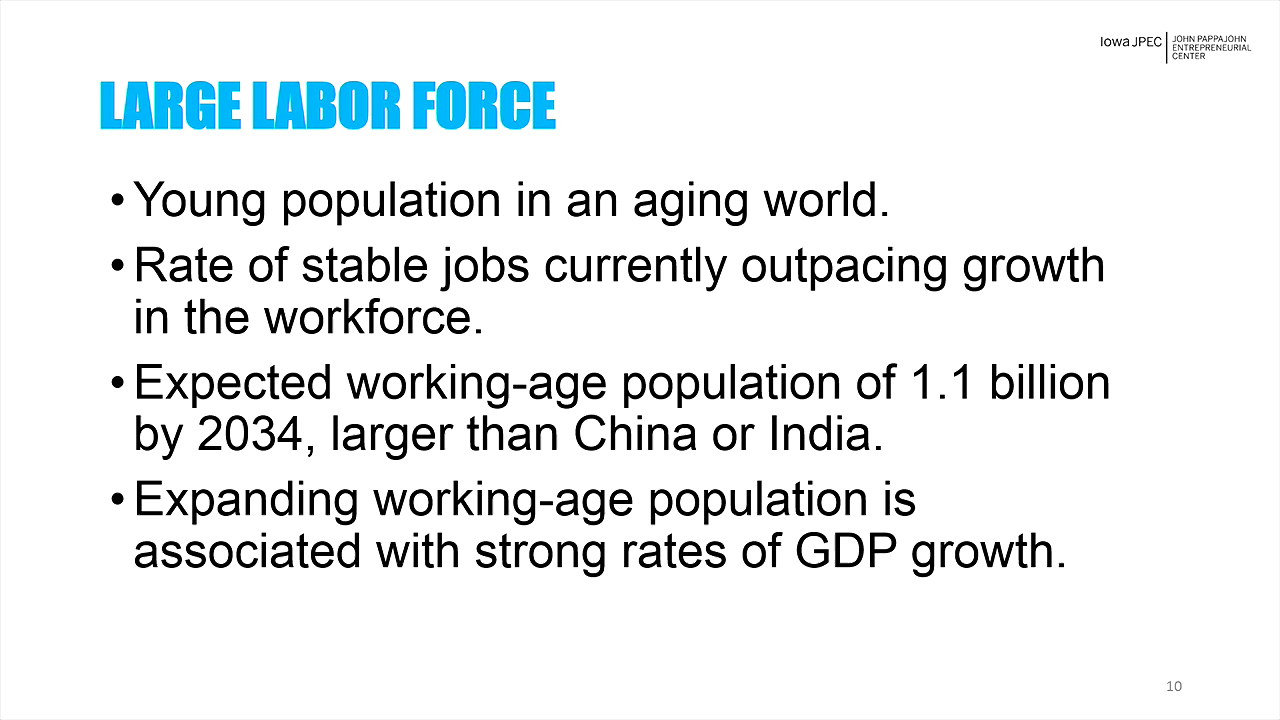 Iowa JPEC
JOHN PAPPAJOHN
ENTREPRENEURIAL
CENTER
LARGE LABOR FORCE
• Young population in an aging world.
• Rate of stable jobs currently outpacing growth
in the workforce.
• Expected working-age population of 1.1 billion
by 2034, larger than China or India.
• Expanding working-age population is
associated with strong rates of GDP growth.
10